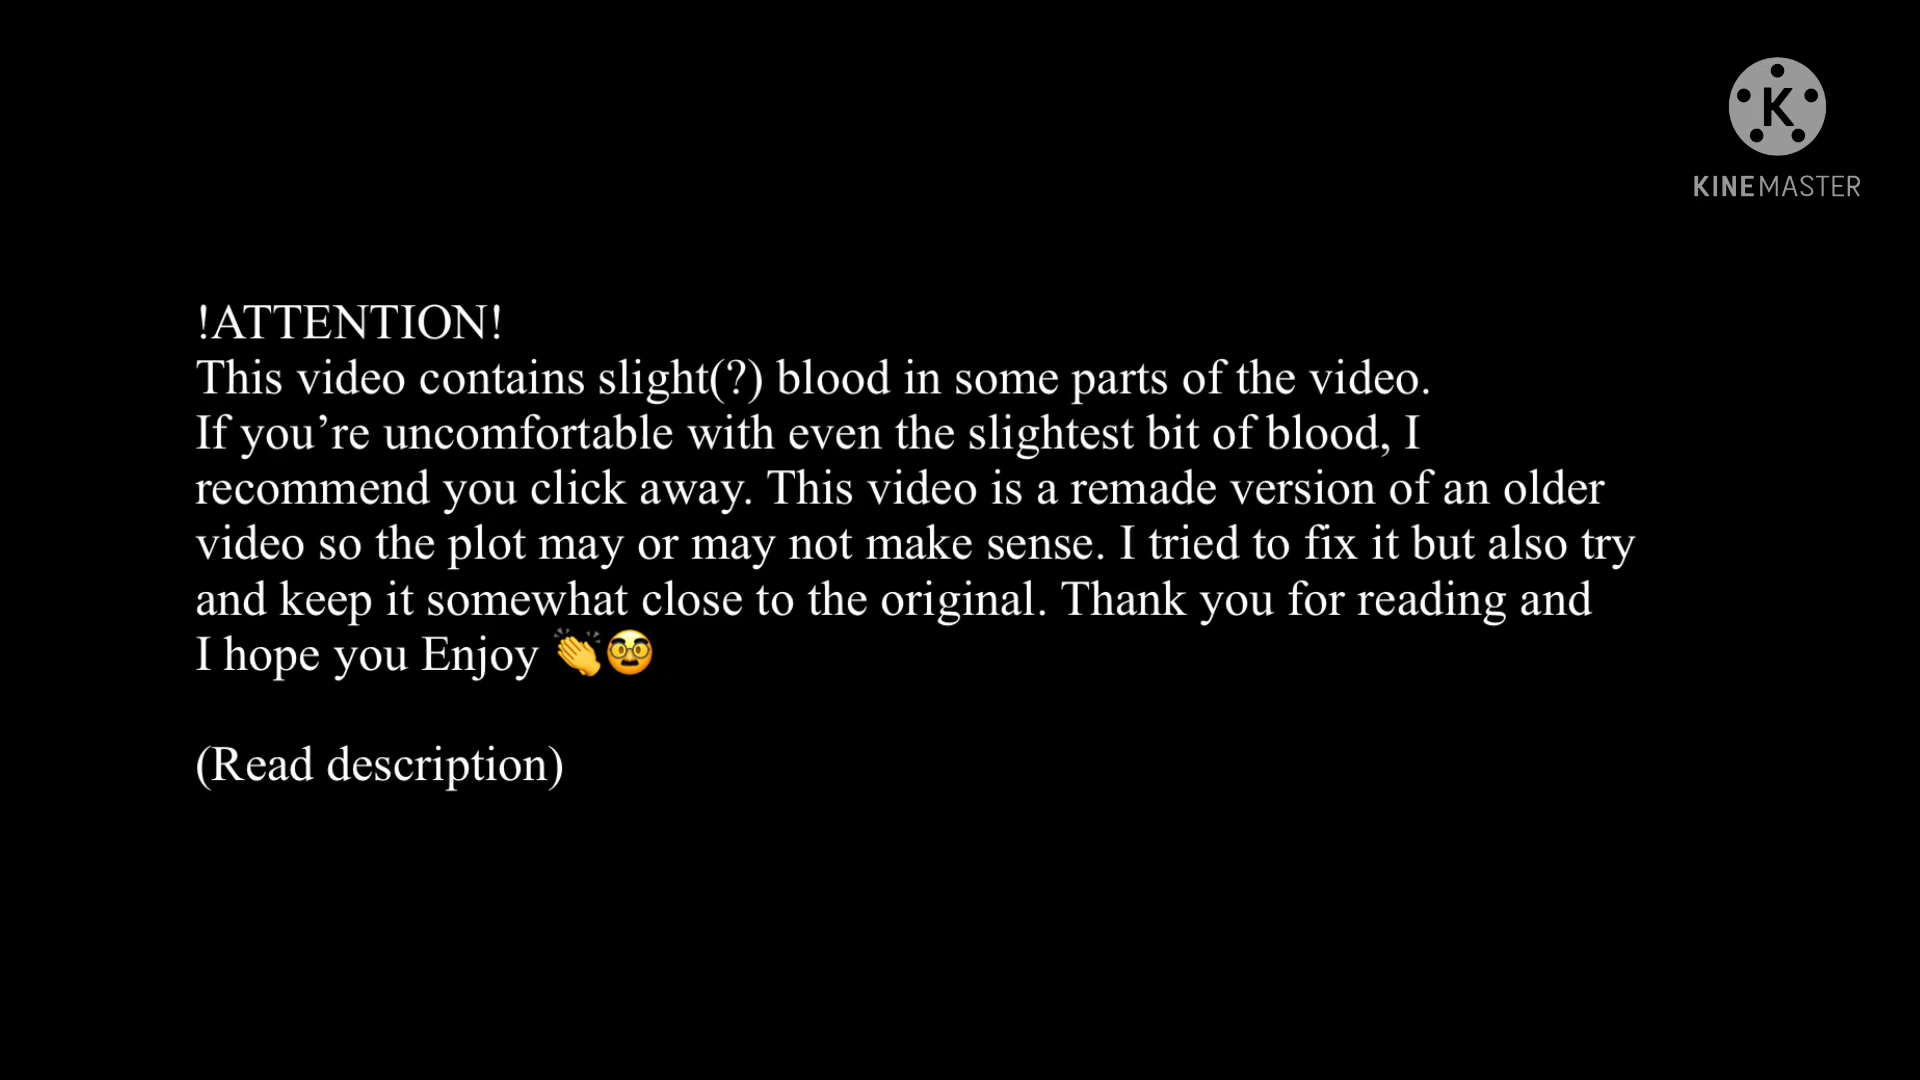 K
KINEMASTER
!ATTENTION!
This video contains slight(?) blood in some parts of the video.
If you’re uncomfortable with even the slightest bit of blood, I
recommend you click away. This video is a remade version of an older
video so the plot may or may not make sense. I tried to fix it but also try
and keep it somewhat close to the original. Thank you for reading and
I hope you Enjoy 👏🥸
(Read description)